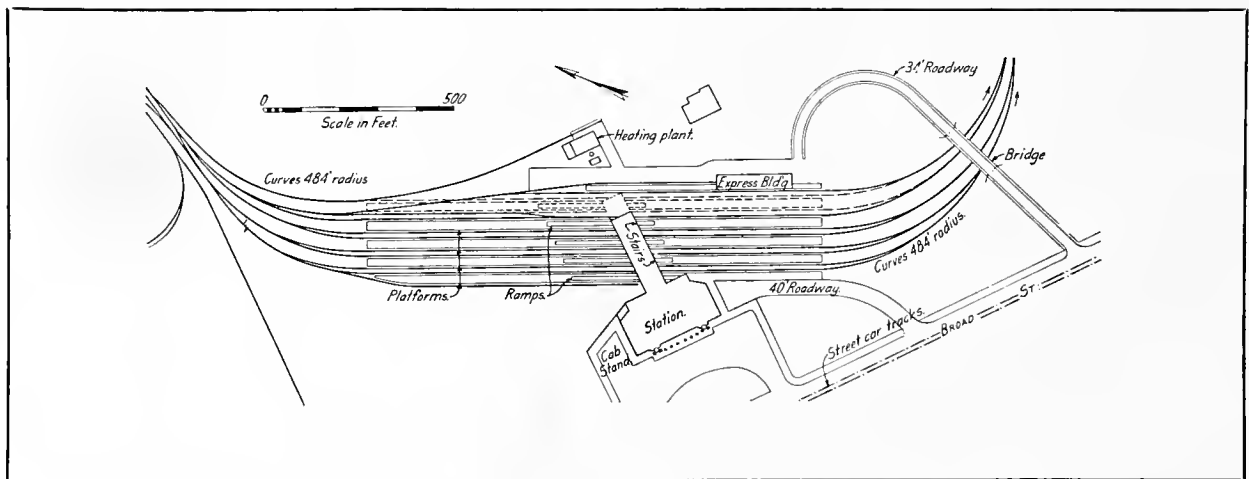 34' Roadway
0 500
Scale in Feet.
Heating plant.
Bridge
Curves 484' radius
Express Bld'g
Stairs
Curves 484' radius.
Platforms.
Ramps.
40' Roadway.
Station.
Street car tracks.
BROAD ST.
Cab
Stand